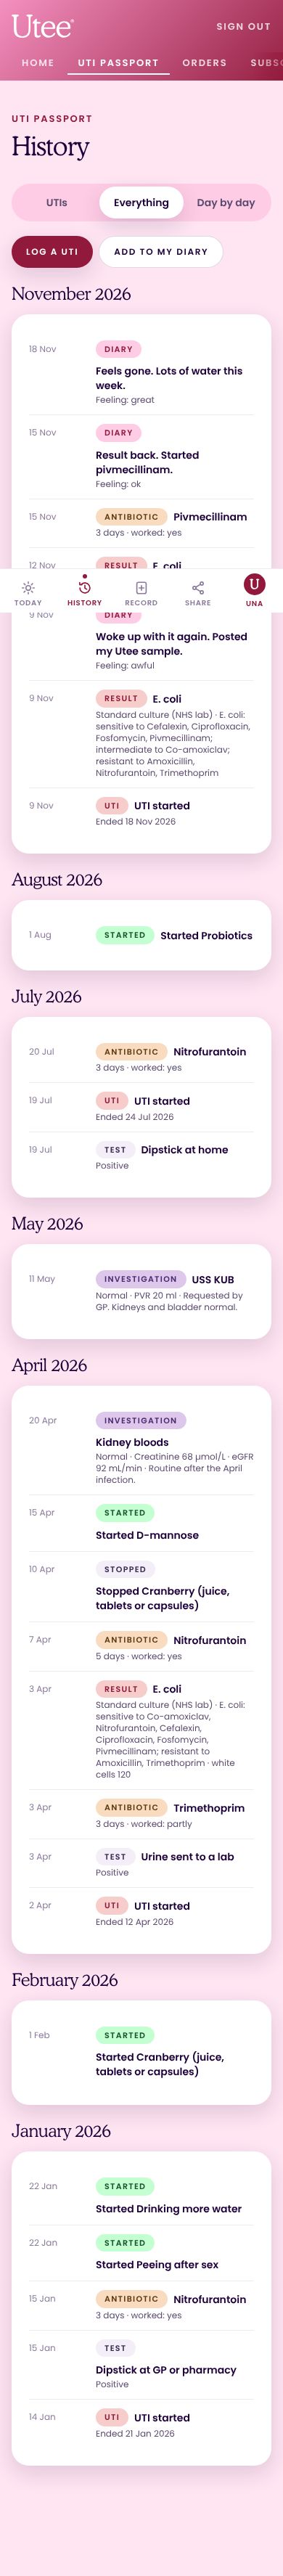 Utee®
SIGN OUT
HOME UTI PASSPORT ORDERS SUBSC
UTI PASSPORT
History
UTIs Everything Day by day
LOG A UTI ADD TO MY DIARY
November 2026
18 Nov DIARY
Feels gone. Lots of water this
week.
Feeling: great
15 Nov DIARY
Result back. Started
pivmecillinam.
Feeling: ok
15 Nov ANTIBIOTIC Pivmecillinam
3 days · worked: yes
12 Nov RESULT E. coli
TODAY HISTORY RECORD SHARE U UNA
9 Nov DIARY
Woke up with it again. Posted
my Utee sample.
Feeling: awful
9 Nov RESULT E. coli
Standard culture (NHS lab) · E. coli:
sensitive to Cefalexin, Ciprofloxacin,
Fosfomycin, Pivmecillinam;
intermediate to Co-amoxiclav;
resistant to Amoxicillin,
Nitrofurantoin, Trimethoprim
9 Nov UTI UTI started
Ended 18 Nov 2026
August 2026
1 Aug STARTED Started Probiotics
July 2026
20 Jul ANTIBIOTIC Nitrofurantoin
3 days · worked: yes
19 Jul UTI UTI started
Ended 24 Jul 2026
19 Jul TEST Dipstick at home
Positive
May 2026
11 May INVESTIGATION USS KUB
Normal · PVR 20 ml · Requested by
GP. Kidneys and bladder normal.
April 2026
20 Apr INVESTIGATION
Kidney bloods
Normal · Creatinine 68 µmol/L · eGFR
92 mL/min · Routine after the April
infection.
15 Apr STARTED
Started D-mannose
10 Apr STOPPED
Stopped Cranberry (juice,
tablets or capsules)
7 Apr ANTIBIOTIC Nitrofurantoin
5 days · worked: yes
3 Apr RESULT E. coli
Standard culture (NHS lab) · E. coli:
sensitive to Co-amoxiclav,
Nitrofurantoin, Cefalexin,
Ciprofloxacin, Fosfomycin,
Pivmecillinam; resistant to
Amoxicillin, Trimethoprim · white
cells 120
3 Apr ANTIBIOTIC Trimethoprim
3 days · worked: partly
3 Apr TEST Urine sent to a lab
Positive
2 Apr UTI UTI started
Ended 12 Apr 2026
February 2026
1 Feb STARTED
Started Cranberry (juice,
tablets or capsules)
January 2026
22 Jan STARTED
Started Drinking more water
22 Jan STARTED
Started Peeing after sex
15 Jan ANTIBIOTIC Nitrofurantoin
3 days · worked: yes
15 Jan TEST
Dipstick at GP or pharmacy
Positive
14 Jan UTI UTI started
Ended 21 Jan 2026